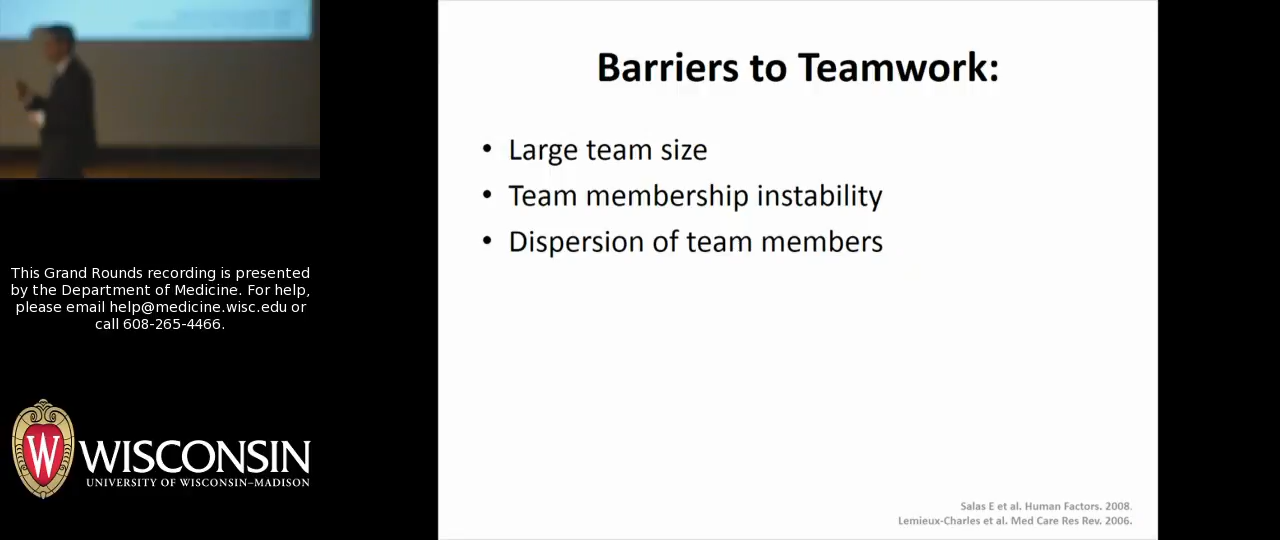 Barriers to Teamwork:
• Large team size
• Team membership instability
• Dispersion of team members
Salas E et al. Human Factors. 2008.
Lemieux-Charles et al. Med Care Res Rev. 2006.
This Grand Rounds recording is presented
by the Department of Medicine. For help,
please email help@medicine.wisc.edu or
call 608-265-4466.
W
WISCONSIN
UNIVERSITY OF WISCONSIN–MADISON